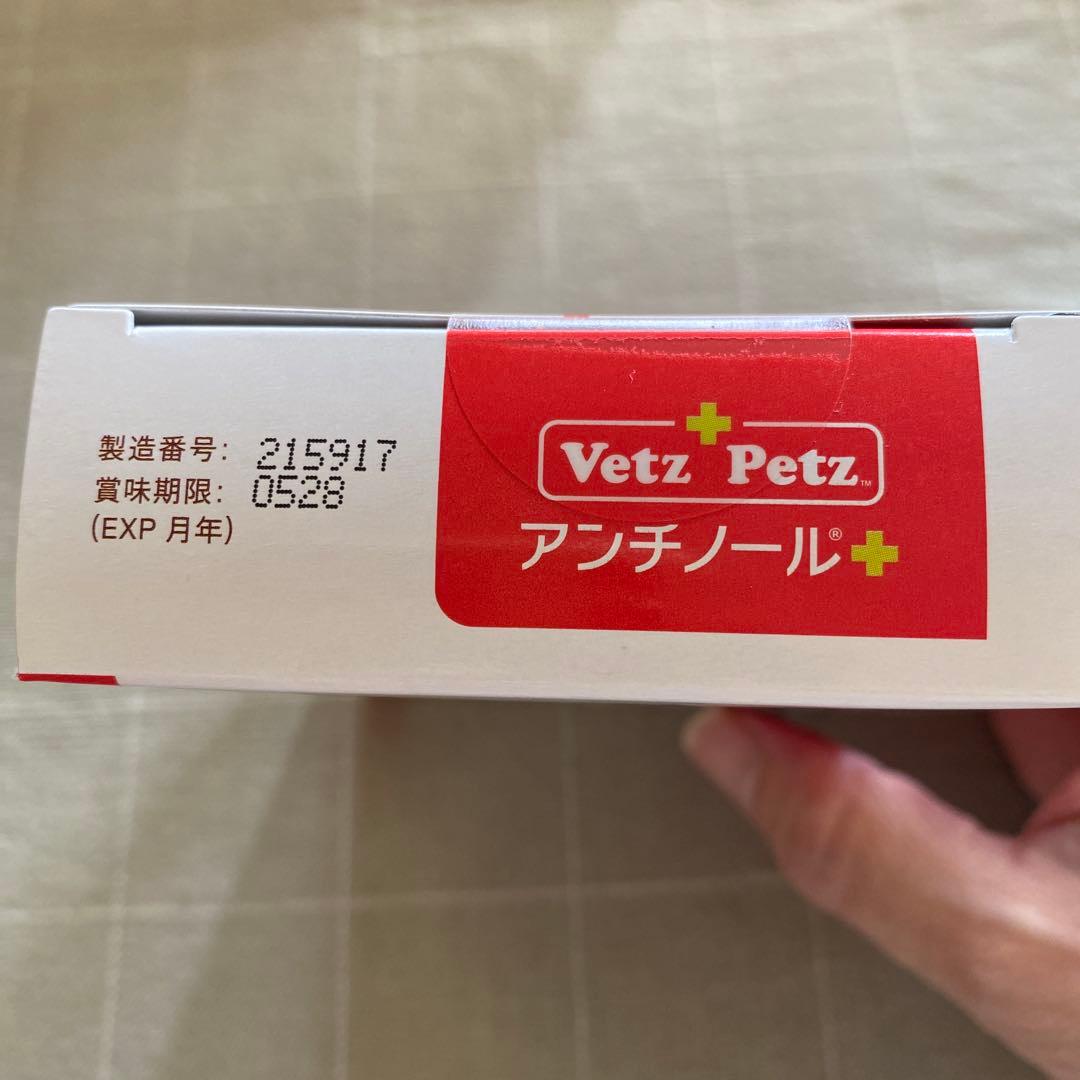 製造番号: 215917
賞味期限: 0528
(EXP 月年)
Vetz Petz™
アンチノール®